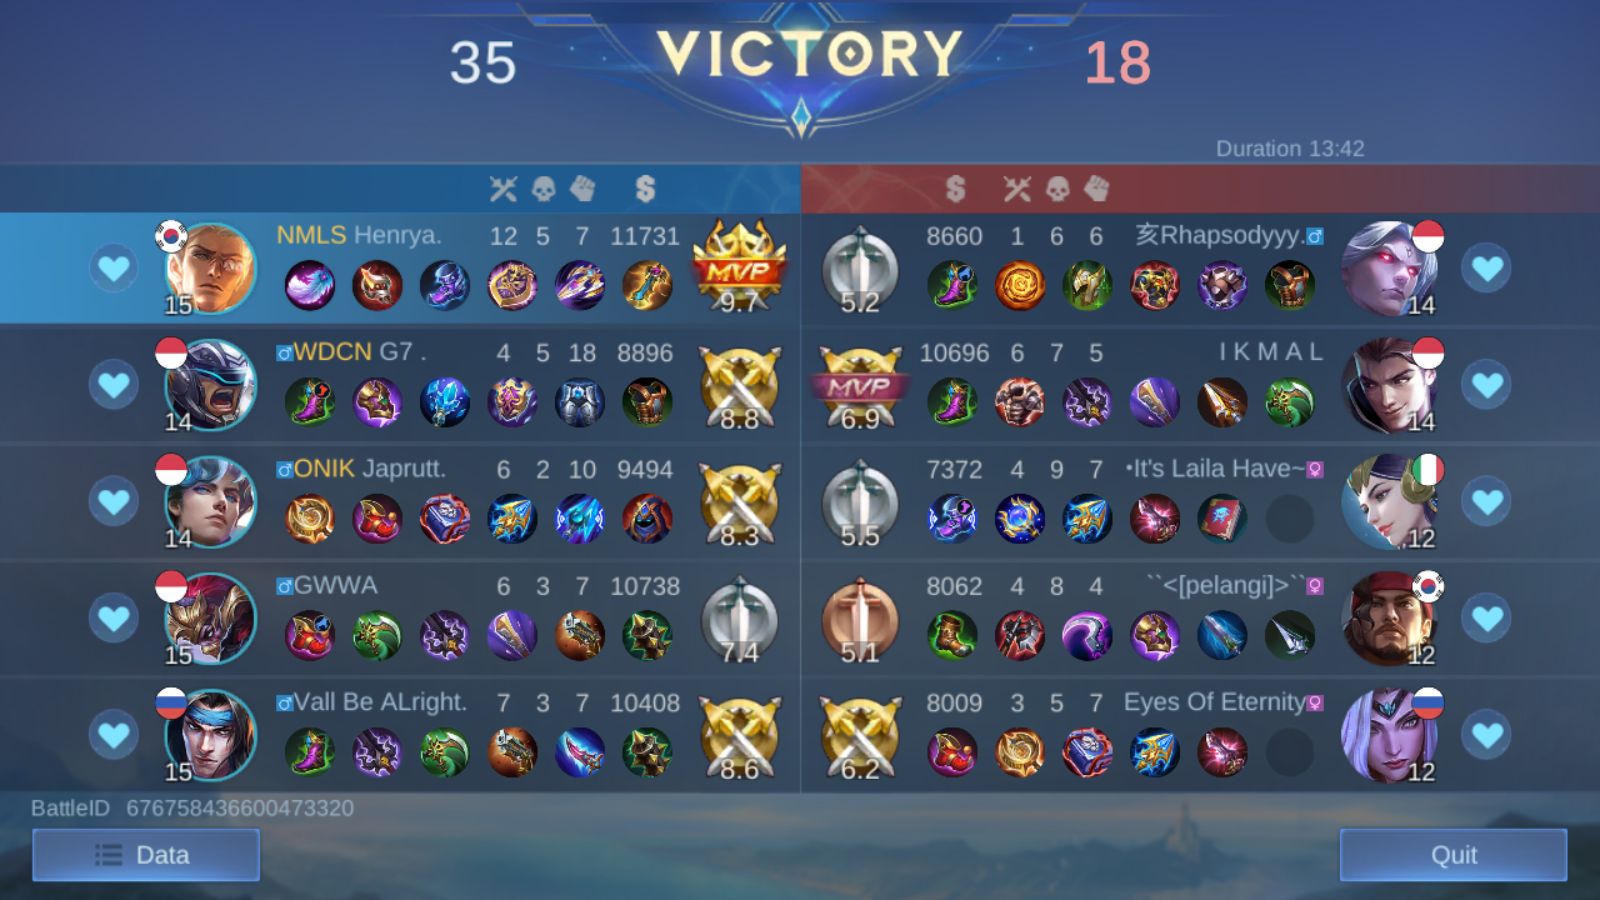 35 VICTORY 18
Duration 13:42
NMLS Henrya. 12 5 7 11731 MVP 9.7 15
5.2 8660 1 6 6 亥Rhapsodyyy. 14
WDCN G7 . 4 5 18 8896 8.8 14
MVP 6.9 10696 6 7 5 I K M A L 14
ONIK Japrutt. 6 2 10 9494 8.3 14
5.5 7372 4 9 7 •It's Laila Have~ 12
GWWA 6 3 7 10738 7.4 15
5.1 8062 4 8 4 ``<[pelangi]>`` 12
Vall Be ALright. 7 3 7 10408 8.6 15
6.2 8009 3 5 7 Eyes Of Eternity 12
BattleID 676758436600473320
Data
Quit